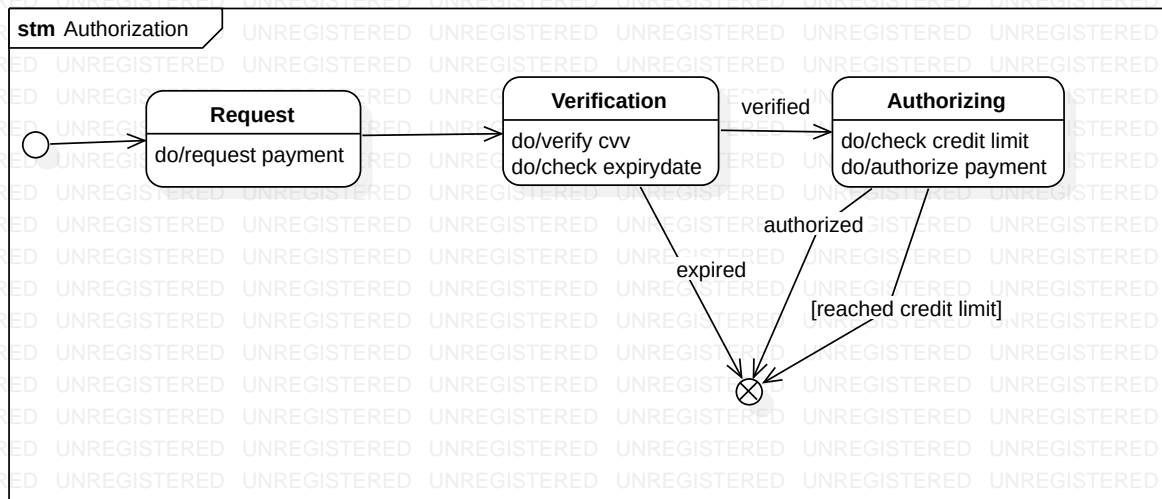 stm Authorization
Request
do/request payment
Verification
do/verify cvv
do/check expirydate
verified
Authorizing
do/check credit limit
do/authorize payment
authorized
expired
[reached credit limit]
UNREGISTERED